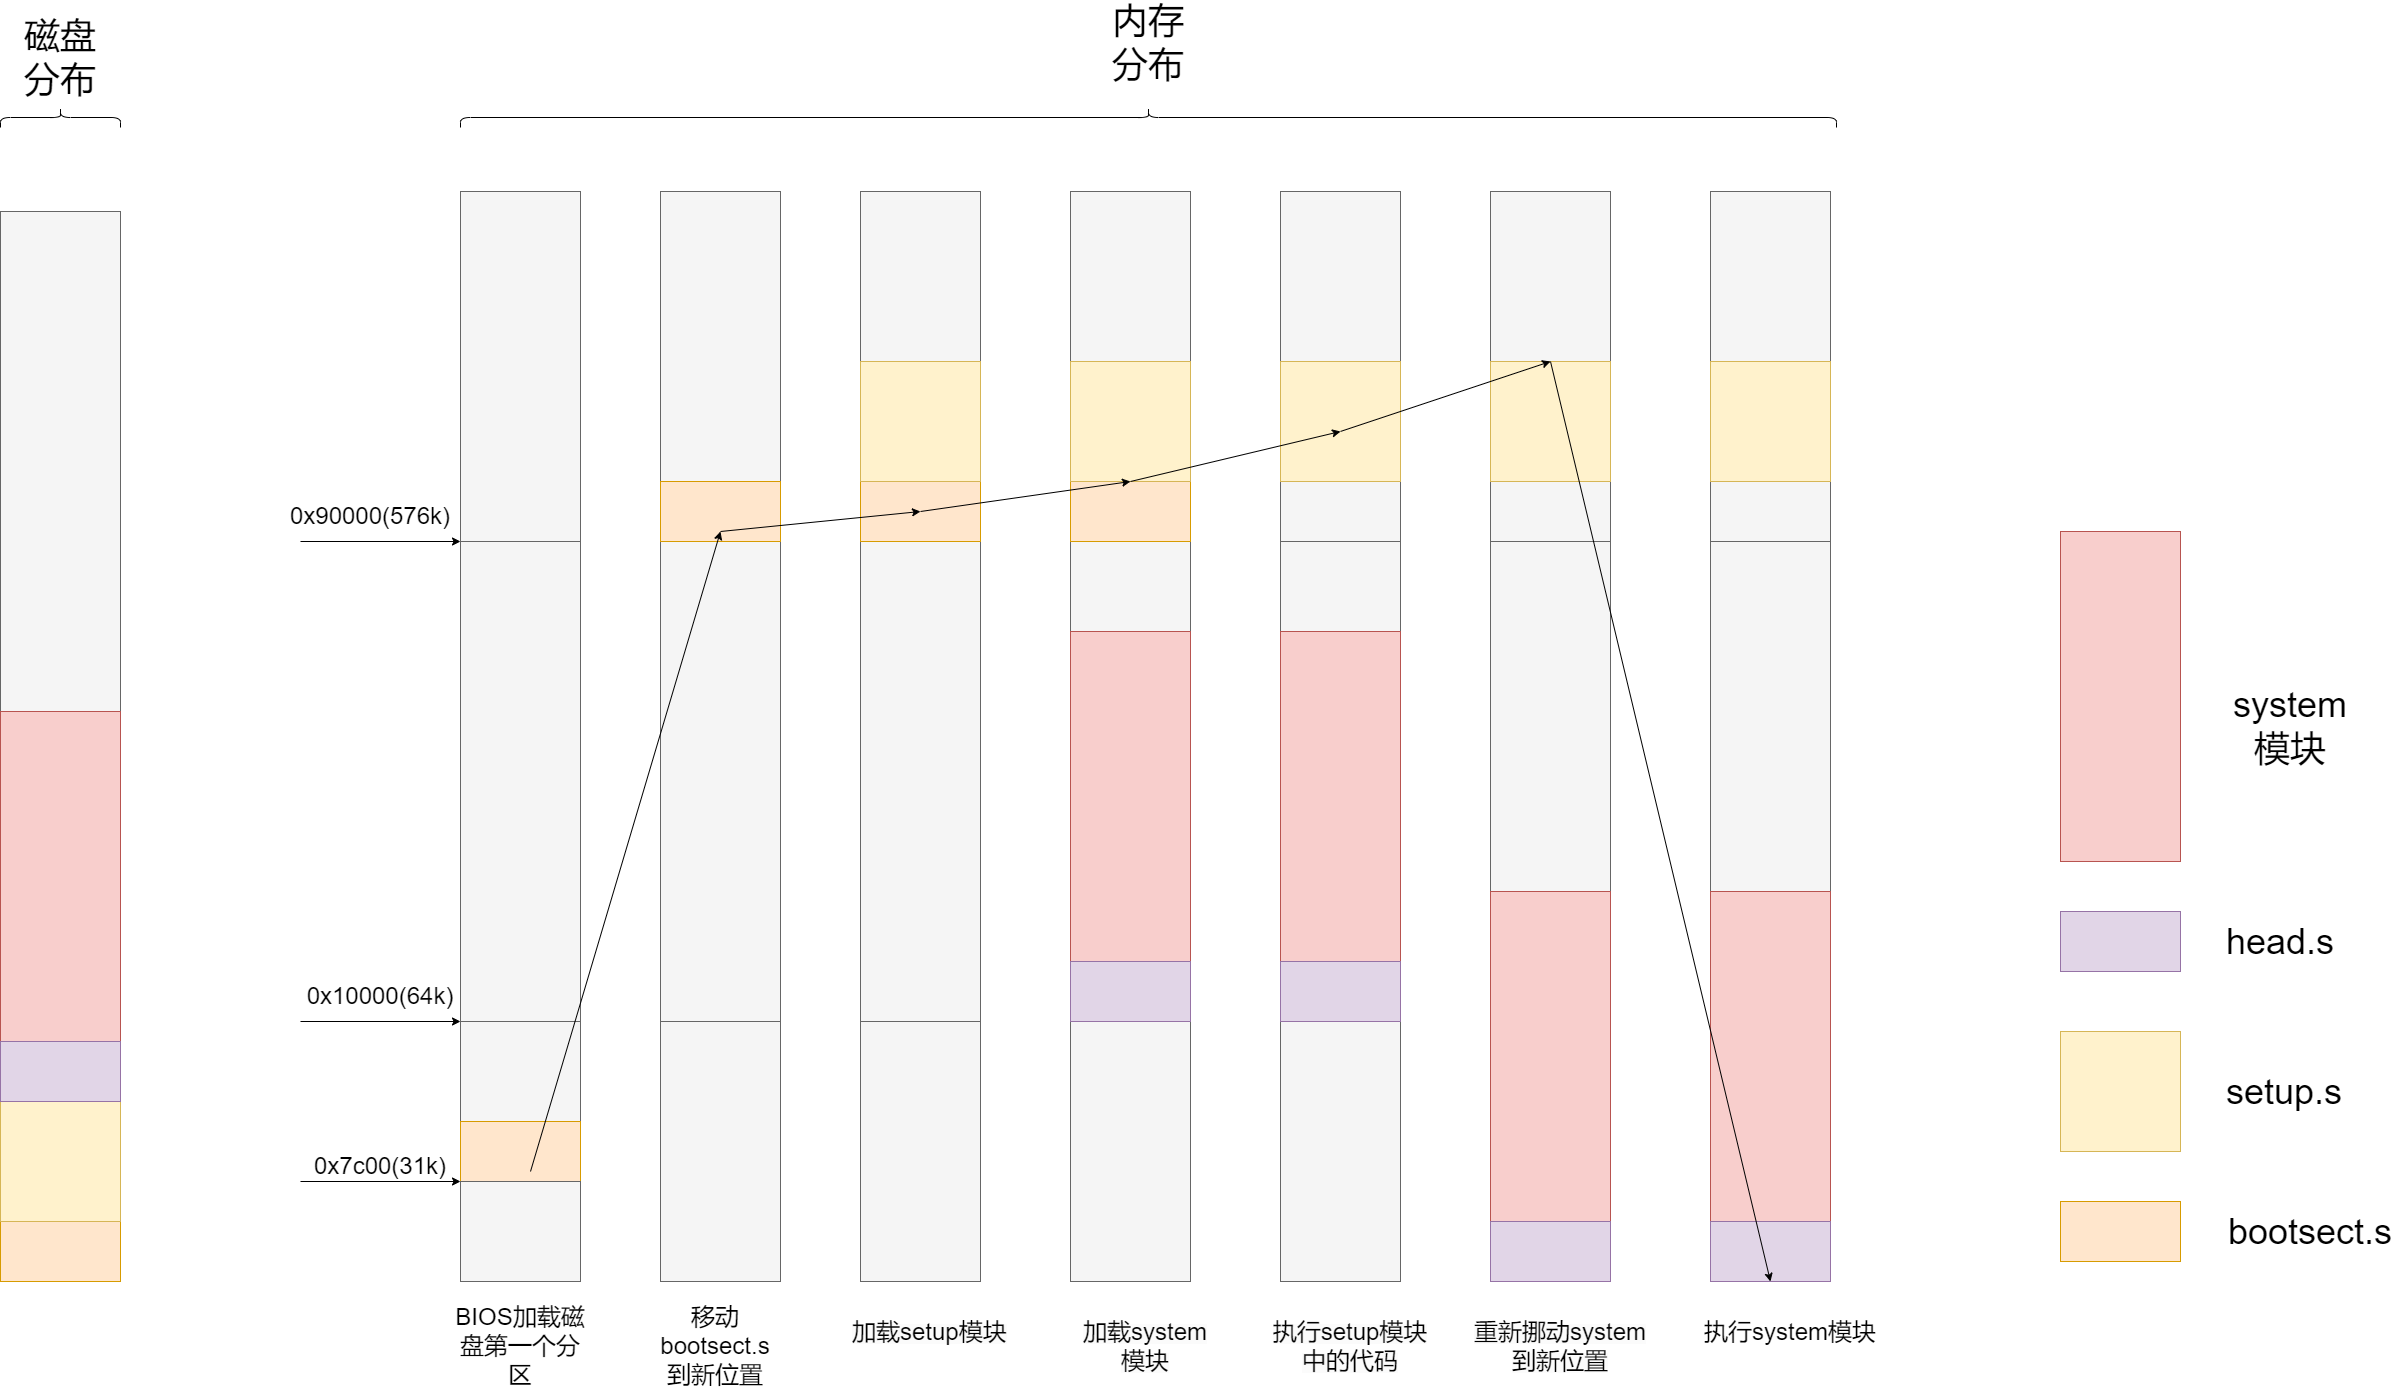 磁盘
分布
内存
分布
0x90000(576k)
0x10000(64k)
0x7c00(31k)
system
模块
head.s
setup.s
bootsect.s
BIOS加载磁
盘第一个分
区
移动
bootsect.s
到新位置
加载setup模块
加载system
模块
执行setup模块
中的代码
重新挪动system
到新位置
执行system模块